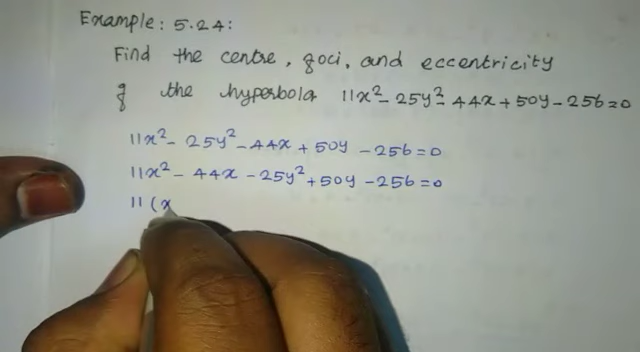 Example: 5.24:
Find the centre, foci, and eccentricity
of the hyperbola 11x² - 25y² - 44x + 50y - 256 = 0
11x² - 25y² - 44x + 50y - 256 = 0
11x² - 44x - 25y² + 50y - 256 = 0
11 (x